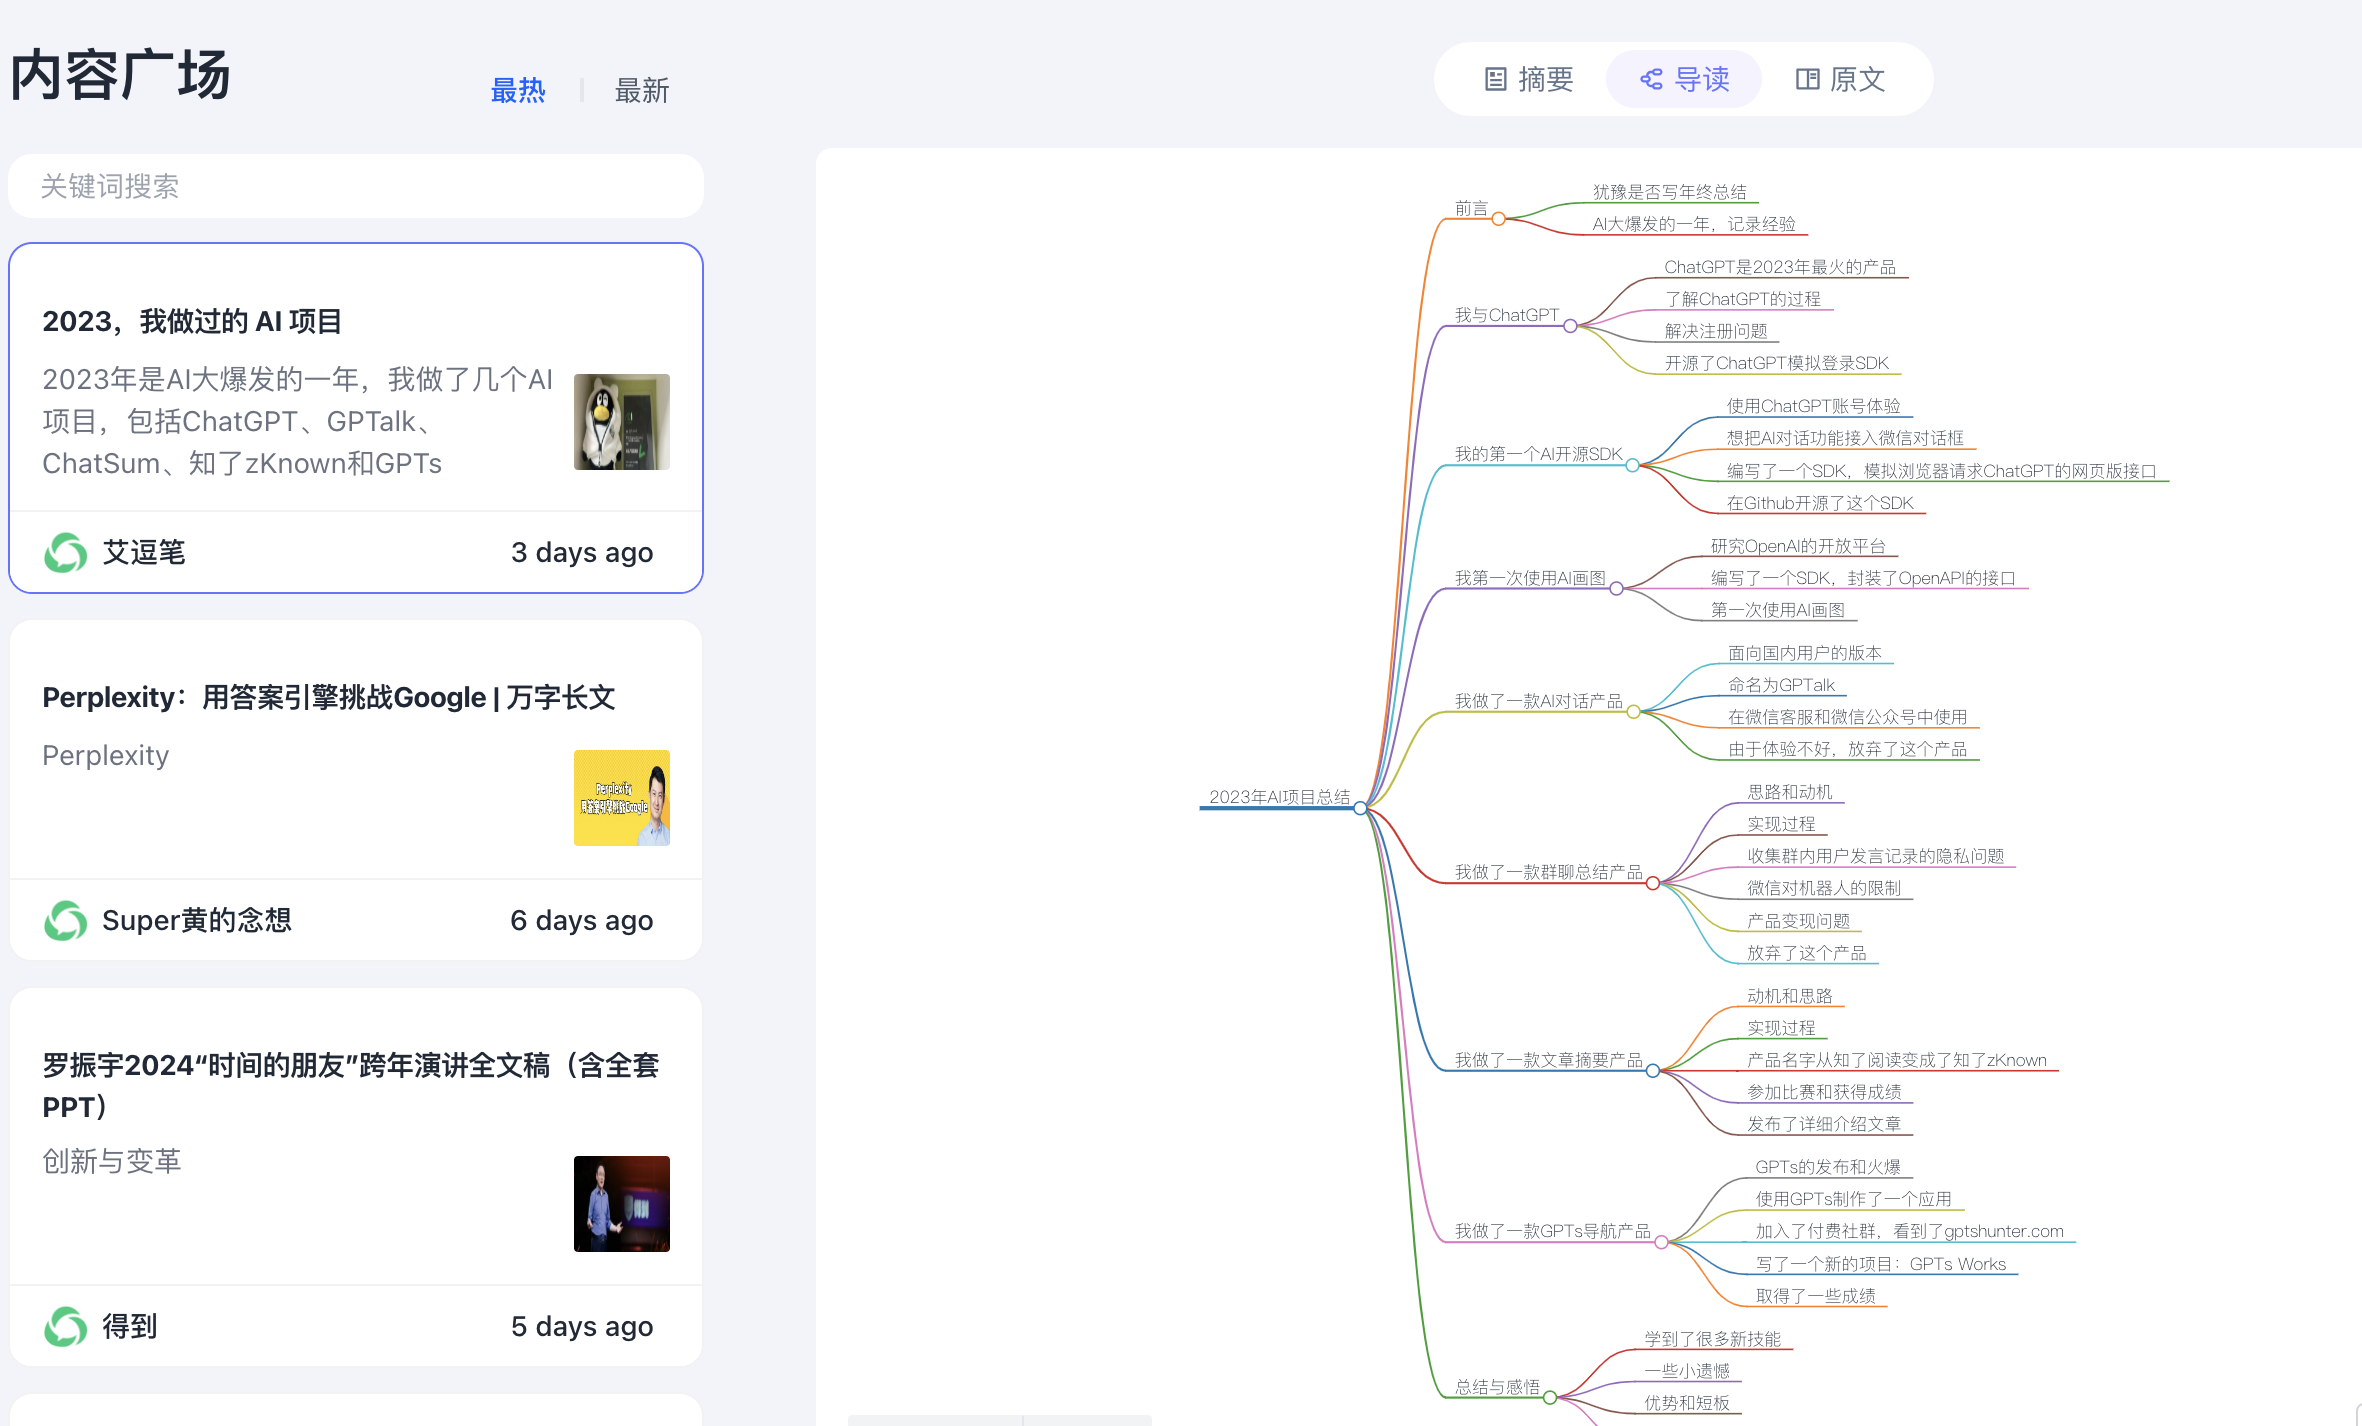 内容广场
最热
最新
关键词搜索
2023，我做过的 AI 项目
2023年是AI大爆发的一年，我做了几个AI
项目，包括ChatGPT、GPTalk、
ChatSum、知了zKnown和GPTs
艾逗笔
3 days ago
Perplexity：用答案引擎挑战Google | 万字长文
Perplexity
Perplexity
用答案引擎挑战Google
Super黄的念想
6 days ago
罗振宇2024“时间的朋友”跨年演讲全文稿（含全套
PPT）
创新与变革
得到
5 days ago
摘要
导读
原文
2023年AI项目总结
前言
犹豫是否写年终总结
AI大爆发的一年，记录经验
我与ChatGPT
ChatGPT是2023年最火的产品
了解ChatGPT的过程
解决注册问题
开源了ChatGPT模拟登录SDK
我的第一个AI开源SDK
使用ChatGPT账号体验
想把AI对话功能接入微信对话框
编写了一个SDK，模拟浏览器请求ChatGPT的网页版接口
在Github开源了这个SDK
我第一次使用AI画图
研究OpenAI的开放平台
编写了一个SDK，封装了OpenAPI的接口
第一次使用AI画图
我做了一款AI对话产品
面向国内用户的版本
命名为GPTalk
在微信客服和微信公众号中使用
由于体验不好，放弃了这个产品
我做了一款群聊总结产品
思路和动机
实现过程
收集群内用户发言记录的隐私问题
微信对机器人的限制
产品变现问题
放弃了这个产品
我做了一款文章摘要产品
动机和思路
实现过程
产品名字从知了阅读变成了知了zKnown
参加比赛和获得成绩
发布了详细介绍文章
我做了一款GPTs导航产品
GPTs的发布和火爆
使用GPTs制作了一个应用
加入了付费社群，看到了gptshunter.com
写了一个新的项目：GPTs Works
取得了一些成绩
总结与感悟
学到了很多新技能
一些小遗憾
优势和短板